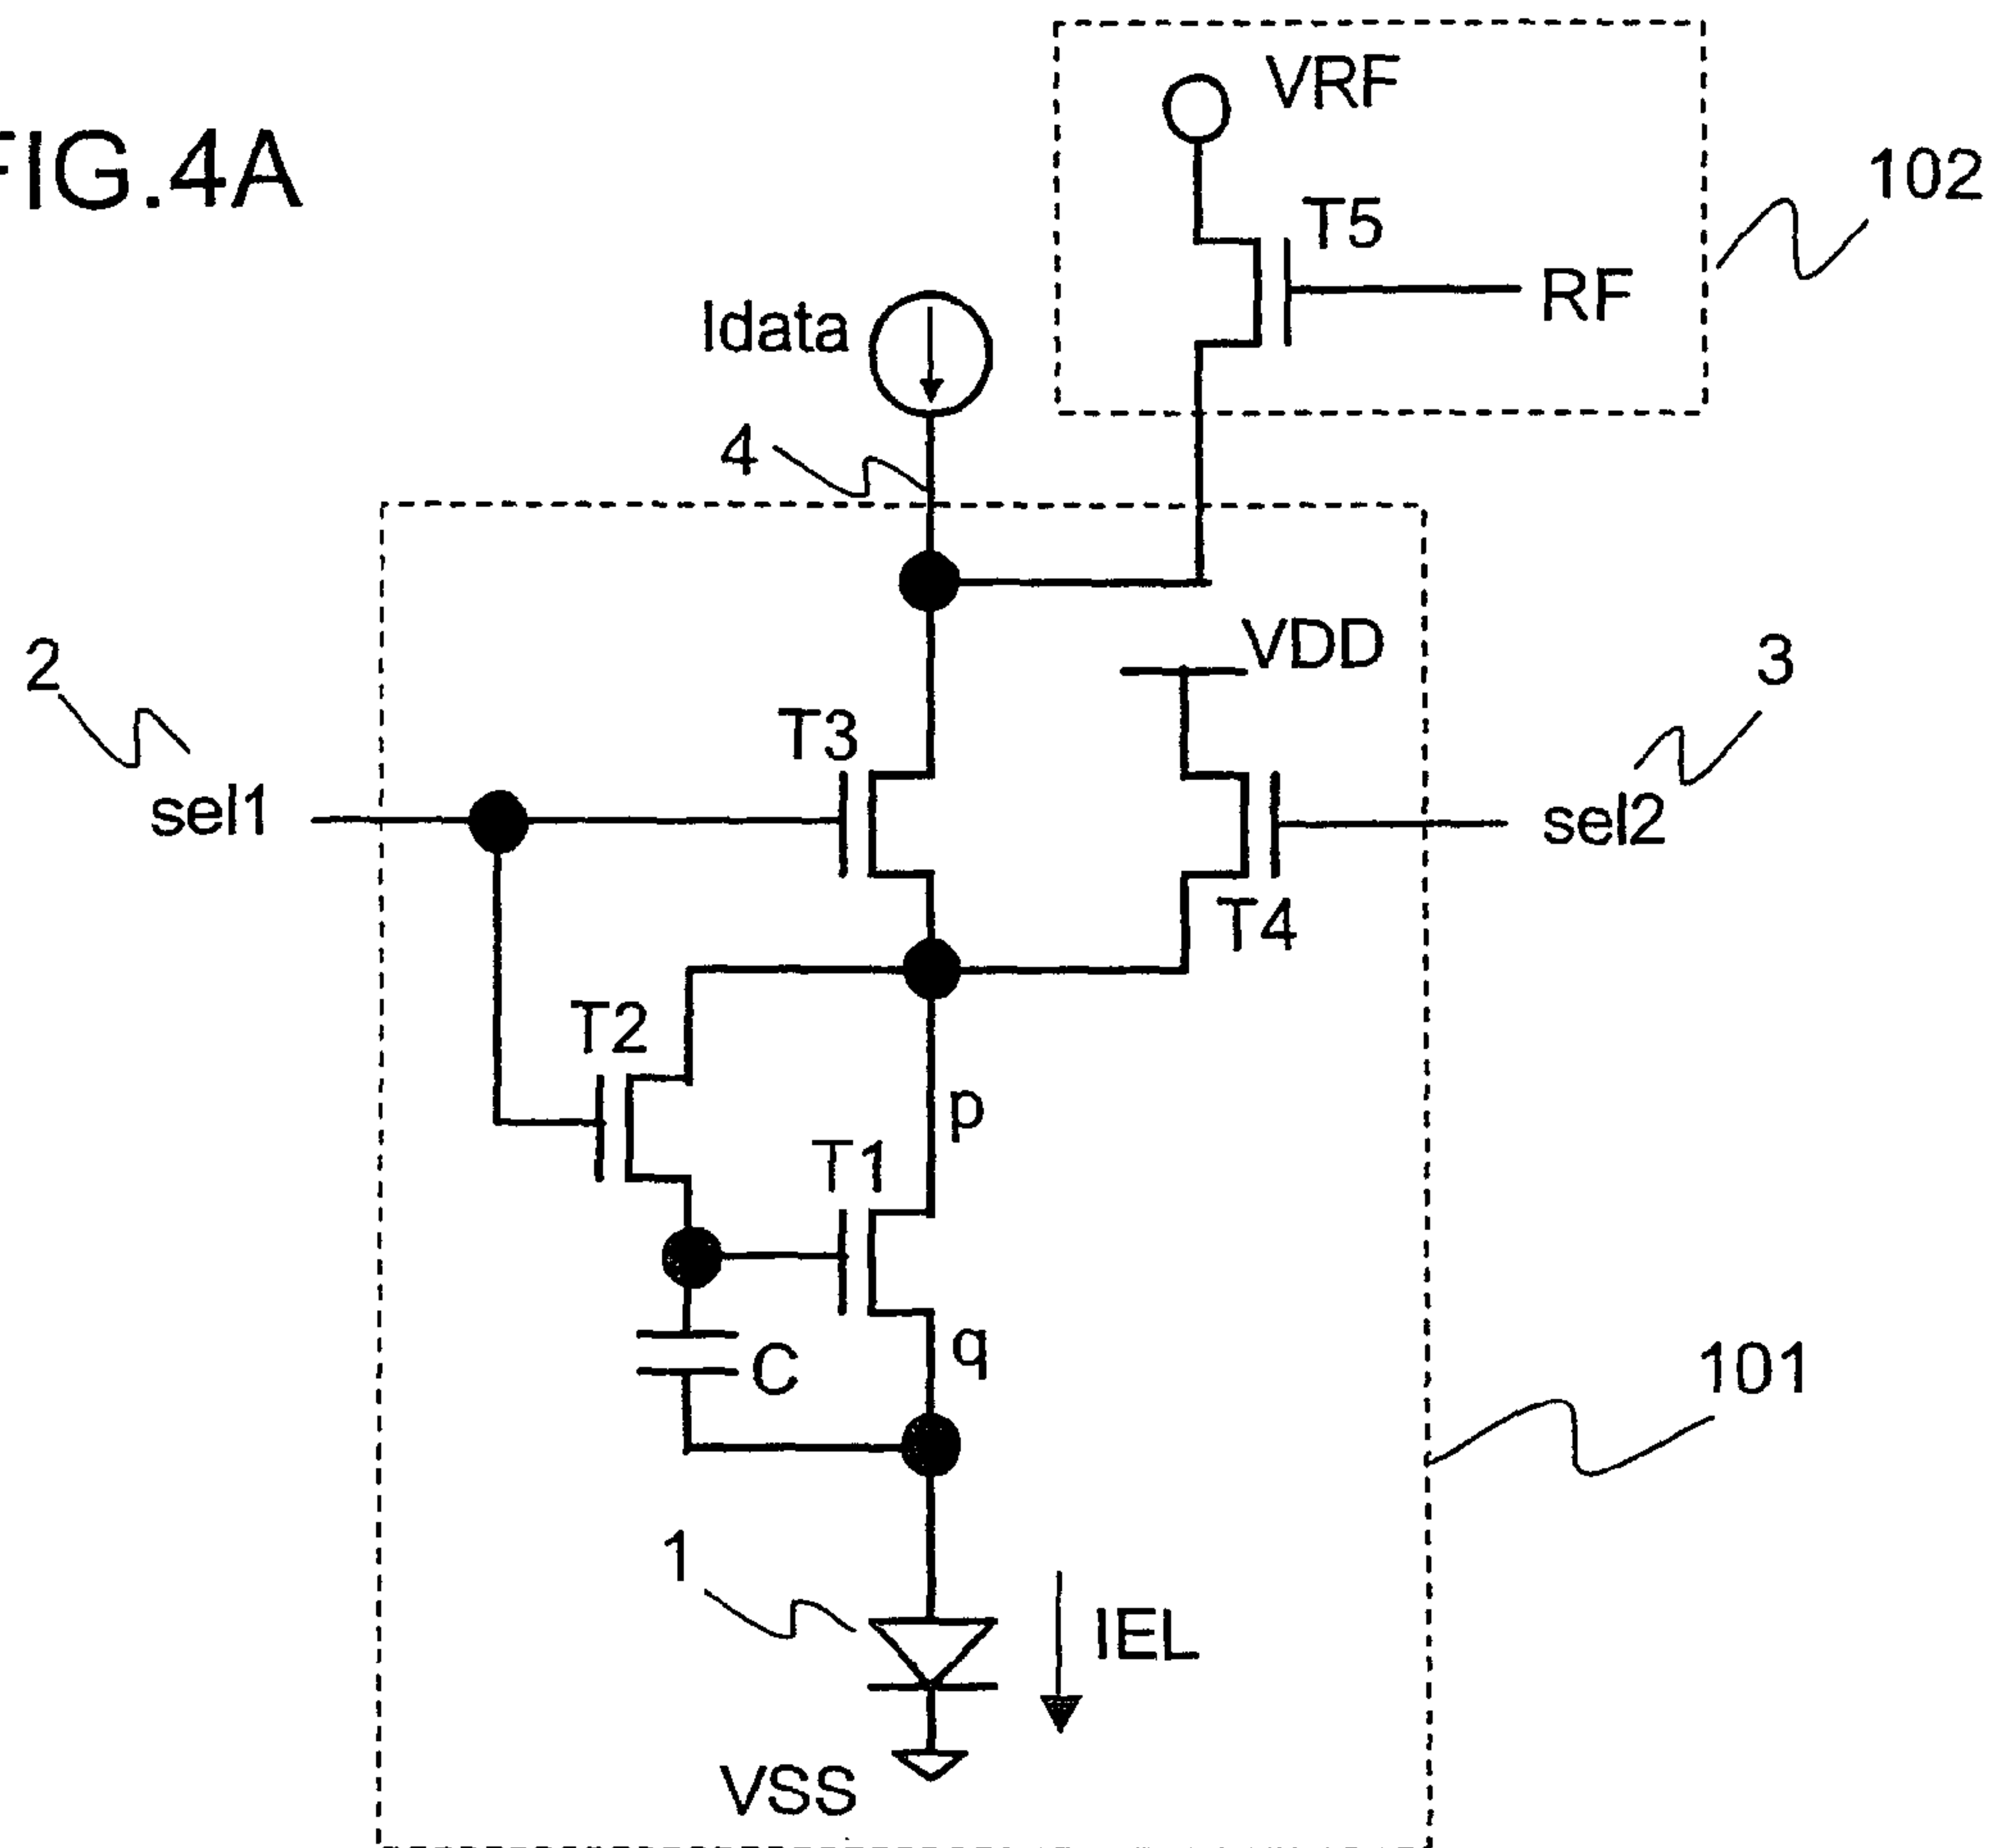 FIG.4A
VRF
102
T5
RF
Idata
4
VDD
2
3
T3
sel1
sel2
T4
T2
p
T1
q
C
101
1
IEL
VSS